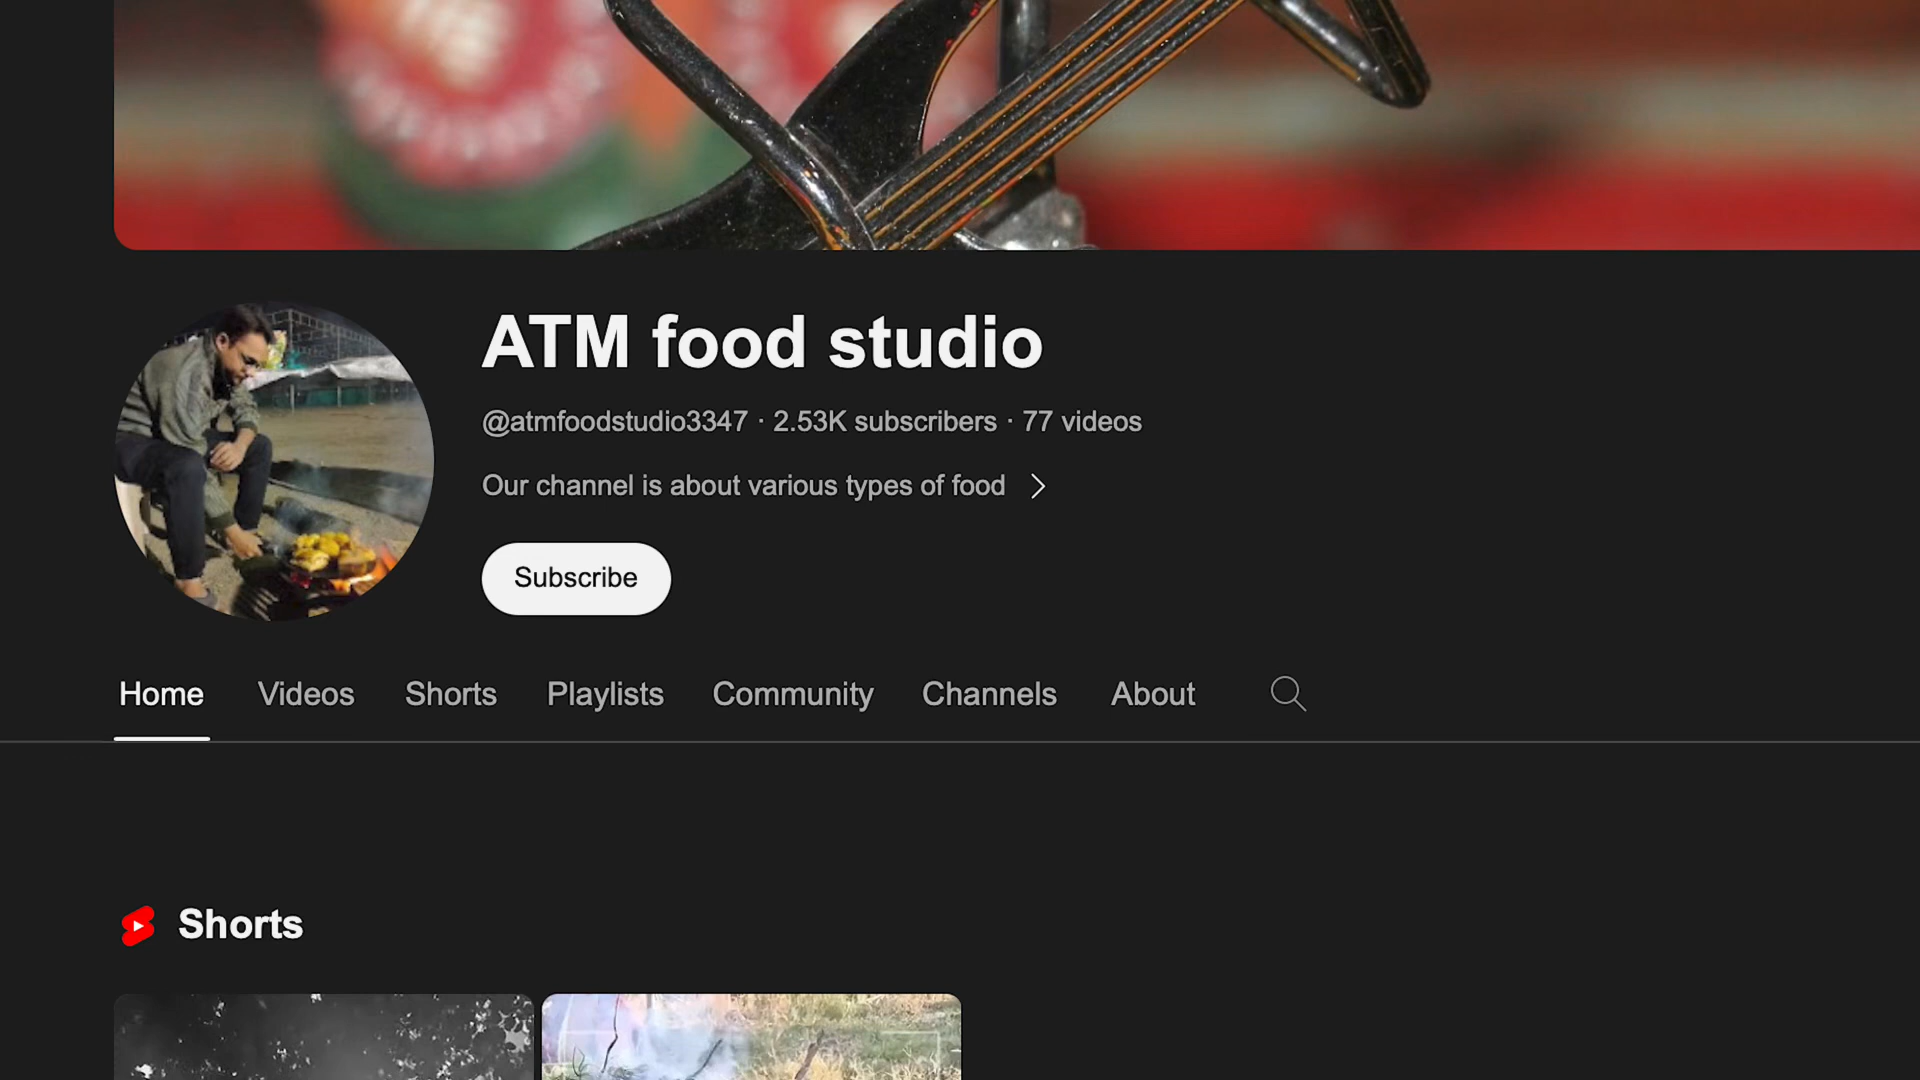 ATM food studio
@atmfoodstudio3347 · 2.53K subscribers · 77 videos
Our channel is about various types of food
Subscribe
Home Videos Shorts Playlists Community Channels About
Shorts